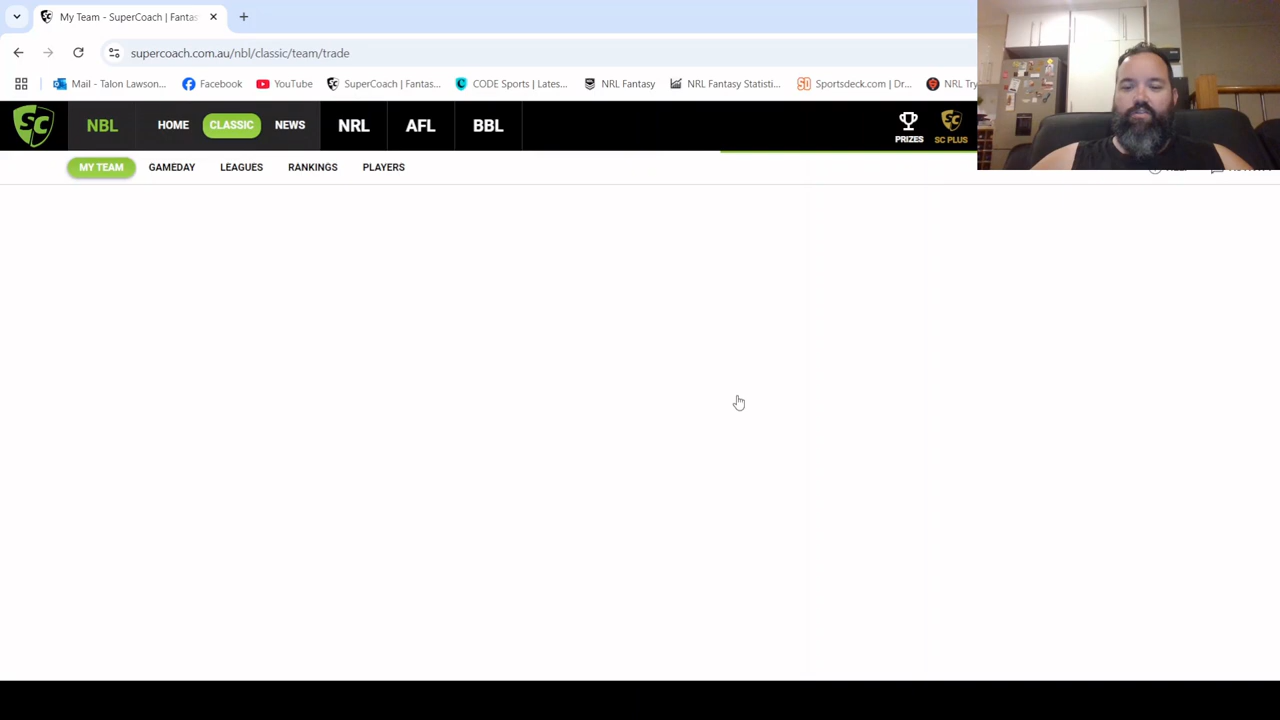 My Team - SuperCoach | Fantas
supercoach.com.au/nbl/classic/team/trade
Mail - Talon Lawson... Facebook YouTube SuperCoach | Fantas... CODE Sports | Lates... NRL Fantasy NRL Fantasy Statisti... Sportsdeck.com | Dr... NRL Try
SC NBL HOME CLASSIC NEWS NRL AFL BBL PRIZES SC PLUS
MY TEAM GAMEDAY LEAGUES RANKINGS PLAYERS